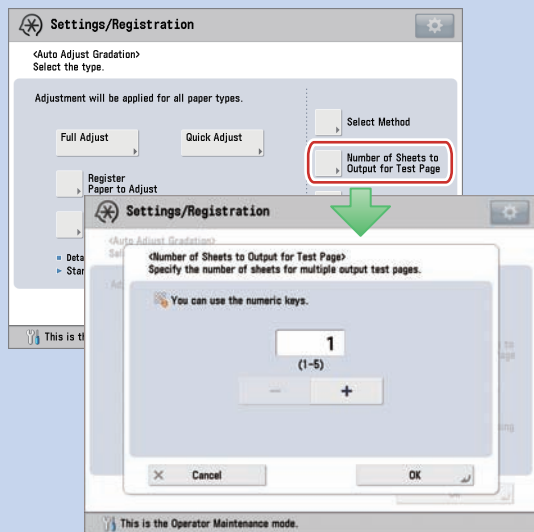 Settings/Registration
<Auto Adjust Gradation>
Select the type.
Adjustment will be applied for all paper types.
Select Method
Full Adjust
Quick Adjust
Number of Sheets to
Output for Test Page
Register
Paper to Adjust
Settings/Registration
<Auto Adjust Gradation>
<Number of Sheets to Output for Test Page>
Specify the number of sheets for multiple output test pages.
You can use the numeric keys.
1
(1-5)
− +
Cancel
OK
This is the Operator Maintenance mode.